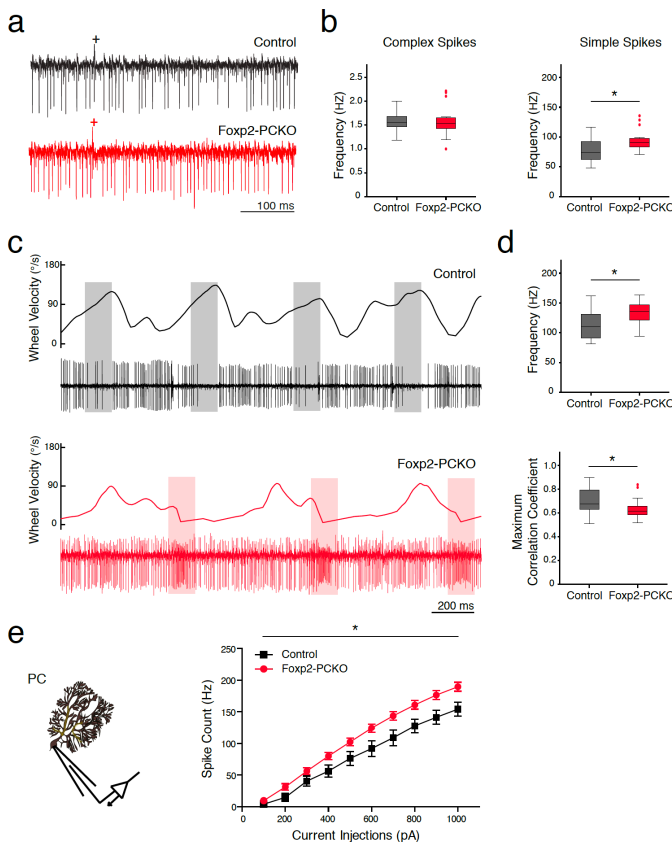 a
+
Control
Foxp2-PCKO
+
100 ms
b
Complex Spikes
Simple Spikes
Frequency (HZ)
2.5
2.0
1.5
1.0
0.5
0
Control
Foxp2-PCKO
Frequency (HZ)
200
150
100
50
0
*
Control
Foxp2-PCKO
c
Wheel Velocity (°/s)
180
90
0
Control
Wheel Velocity (°/s)
180
90
0
Foxp2-PCKO
200 ms
d
Frequency (HZ)
200
150
100
50
0
*
Control
Foxp2-PCKO
Maximum
Correlation Coefficient
1.0
0.8
0.6
0.4
0.2
0
*
Control
Foxp2-PCKO
e
PC
*
Control
Foxp2-PCKO
Spike Count (Hz)
250
200
150
100
50
0
0
200
400
600
800
1000
Current Injections (pA)